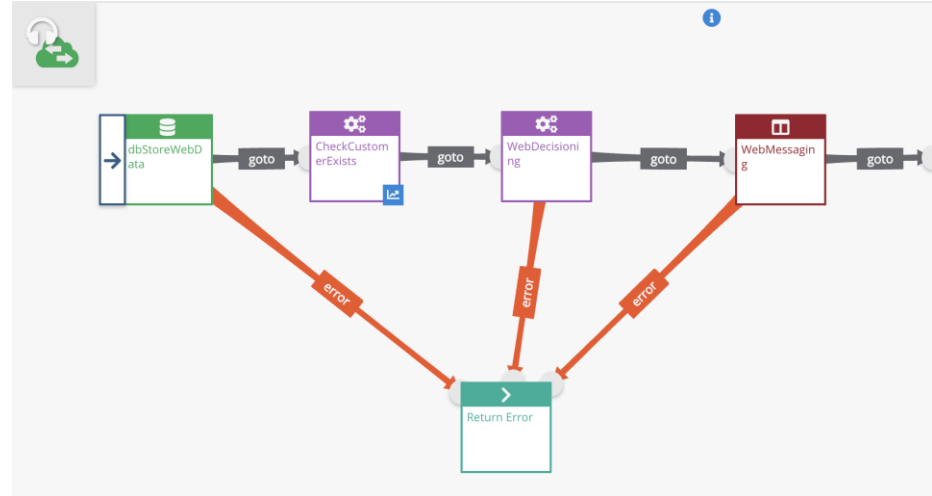 dbStoreWebD
ata
goto
CheckCustom
erExists
goto
WebDecisioni
ng
goto
WebMessagin
g
goto
error
error
error
Return Error